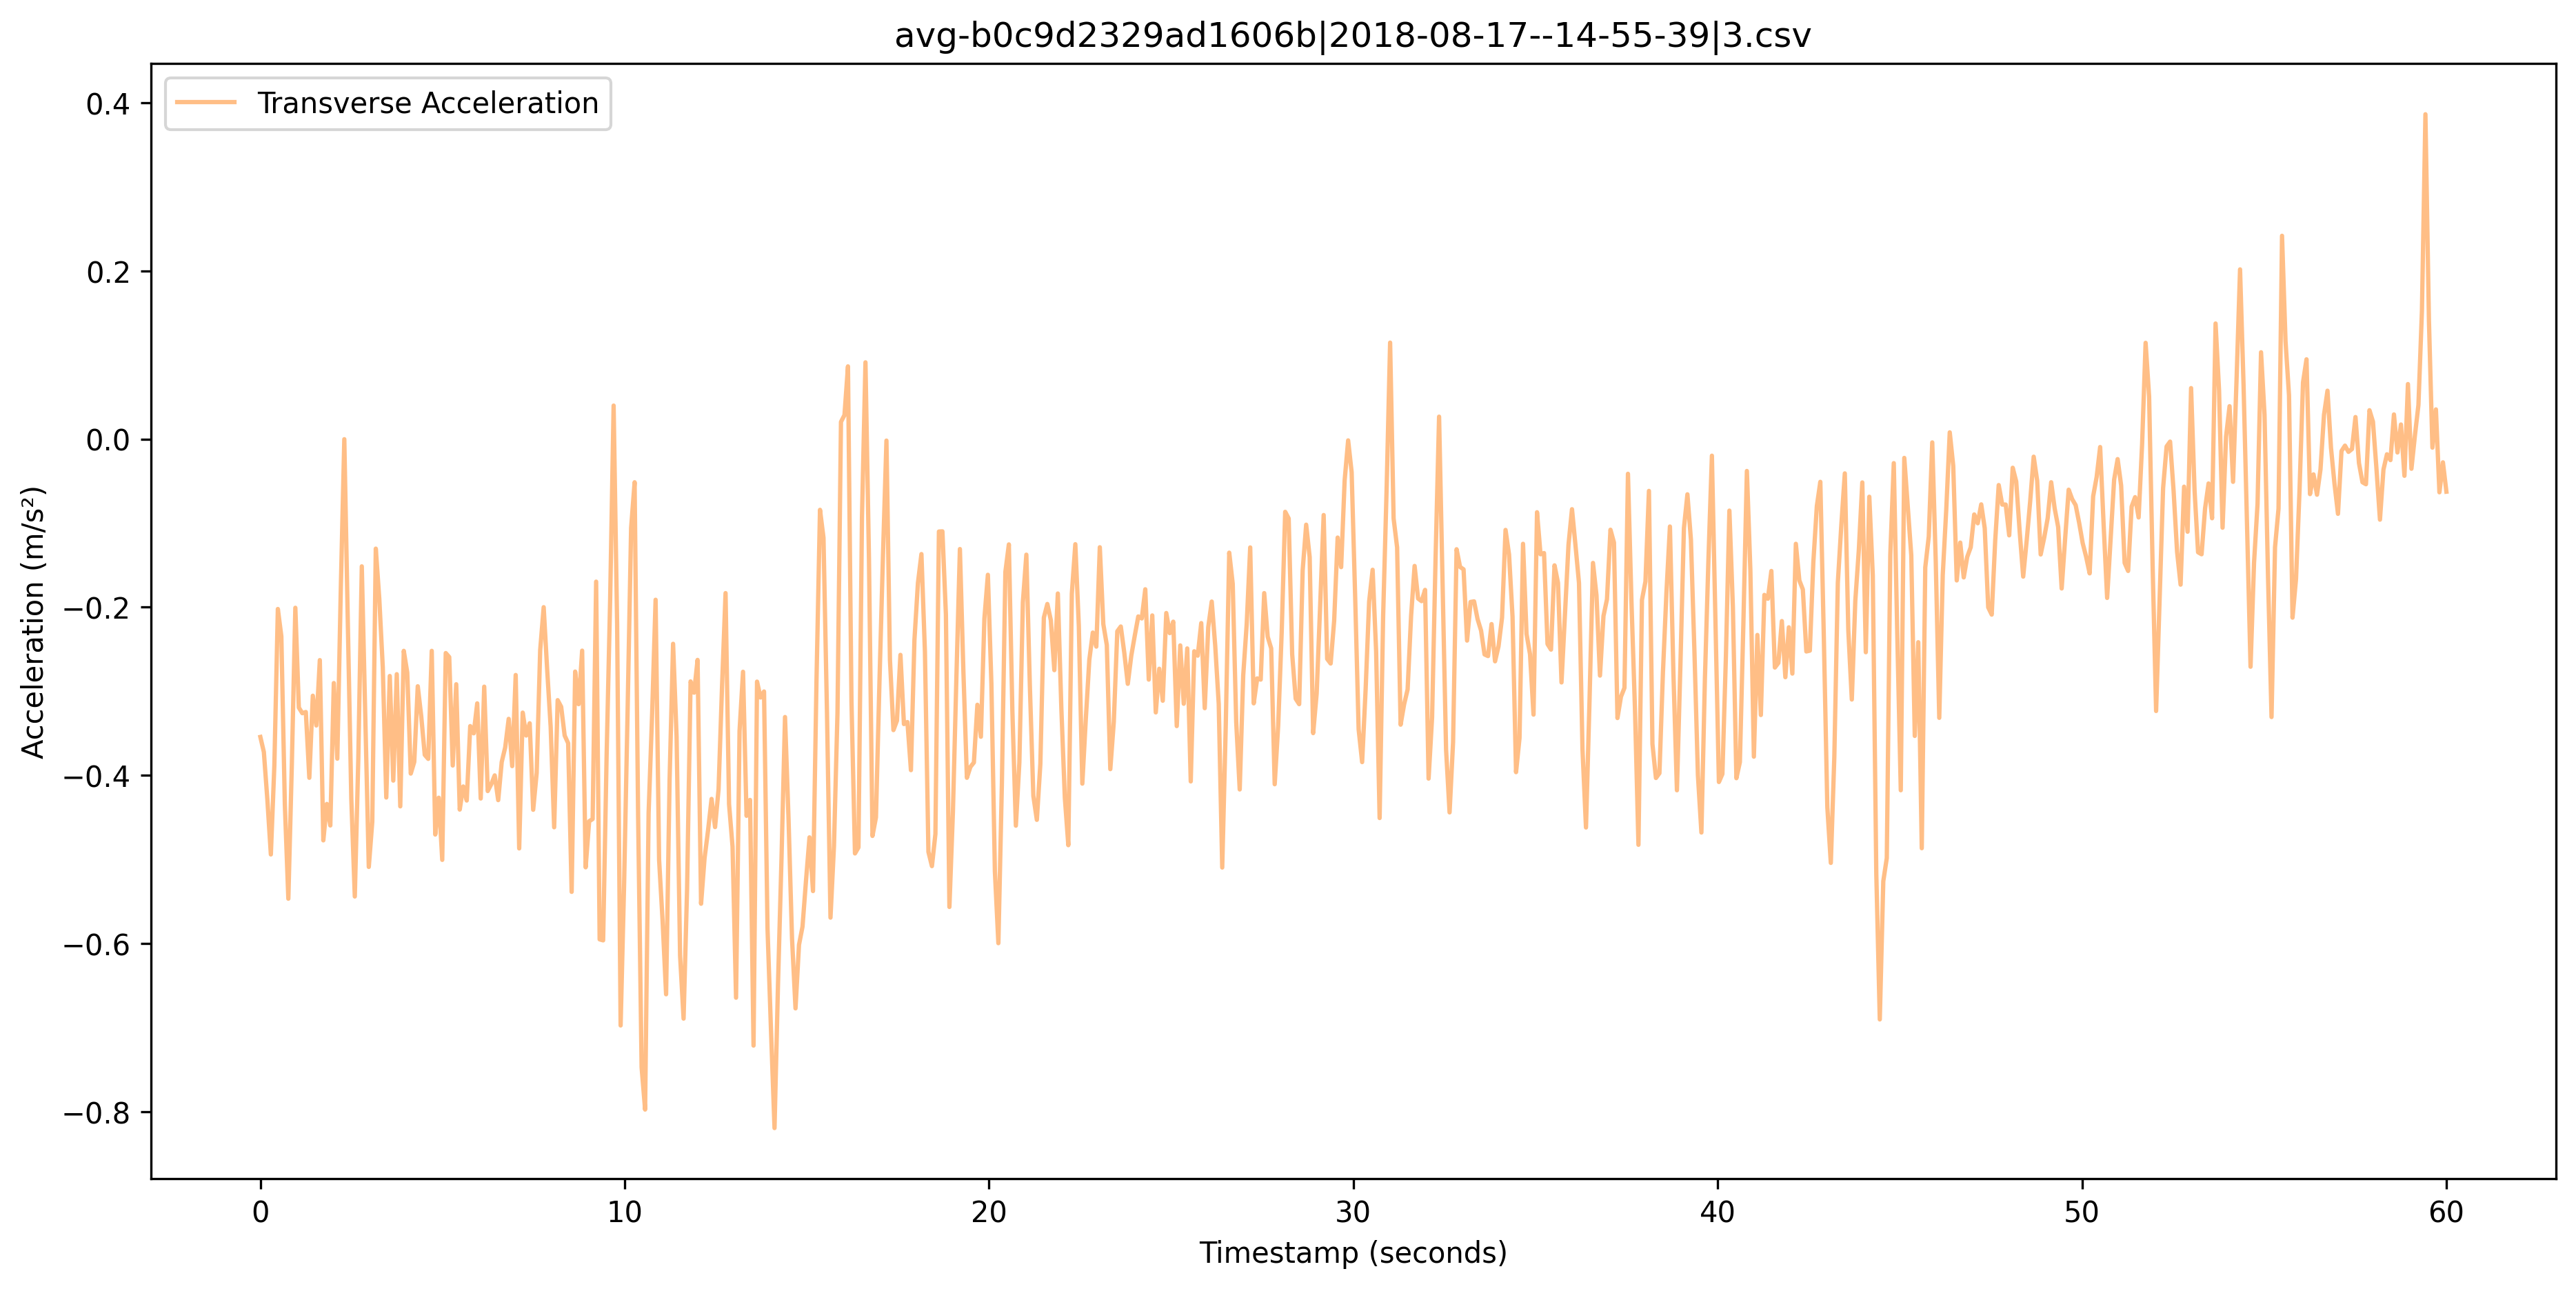 avg-b0c9d2329ad1606b|2018-08-17--14-55-39|3.csv
Transverse Acceleration
Acceleration (m/s²)
0.4
0.2
0.0
−0.2
−0.4
−0.6
−0.8
0 10 20 30 40 50 60
Timestamp (seconds)